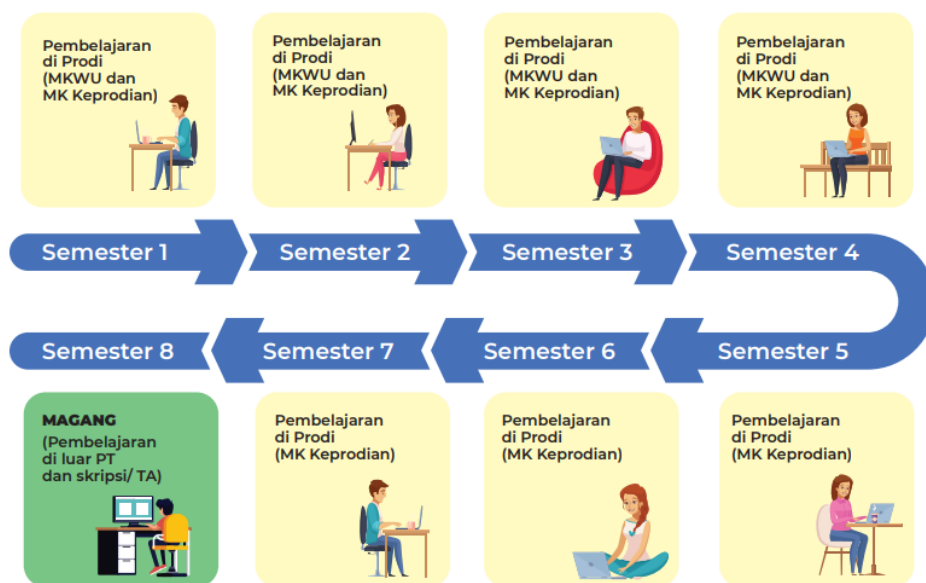 Pembelajaran
di Prodi
(MKWU dan
MK Keprodian)
Pembelajaran
di Prodi
(MKWU dan
MK Keprodian)
Pembelajaran
di Prodi
(MKWU dan
MK Keprodian)
Pembelajaran
di Prodi
(MKWU dan
MK Keprodian)
Semester 1
Semester 2
Semester 3
Semester 4
Semester 5
Semester 6
Semester 7
Semester 8
Pembelajaran
di Prodi
(MK Keprodian)
Pembelajaran
di Prodi
(MK Keprodian)
Pembelajaran
di Prodi
(MK Keprodian)
MAGANG
(Pembelajaran
di luar PT
dan skripsi/ TA)